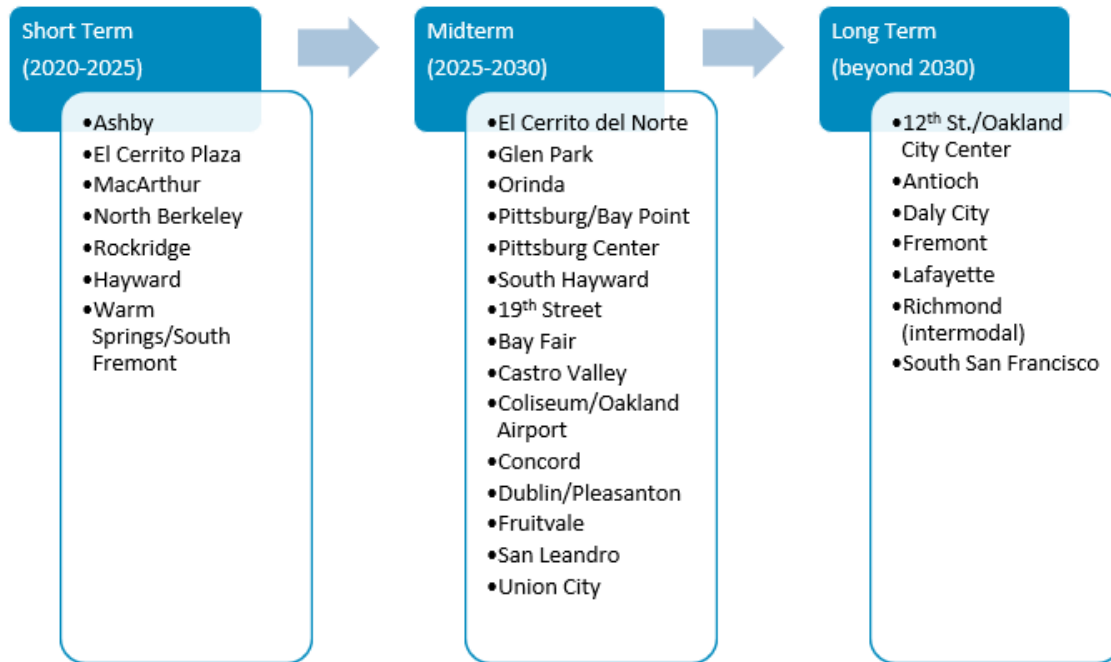 Short Term
(2020-2025)
•Ashby
•El Cerrito Plaza
•MacArthur
•North Berkeley
•Rockridge
•Hayward
•Warm
Springs/South
Fremont
Midterm
(2025-2030)
•El Cerrito del Norte
•Glen Park
•Orinda
•Pittsburg/Bay Point
•Pittsburg Center
•South Hayward
•19th Street
•Bay Fair
•Castro Valley
•Coliseum/Oakland
Airport
•Concord
•Dublin/Pleasanton
•Fruitvale
•San Leandro
•Union City
Long Term
(beyond 2030)
•12th St./Oakland
City Center
•Antioch
•Daly City
•Fremont
•Lafayette
•Richmond
(intermodal)
•South San Francisco